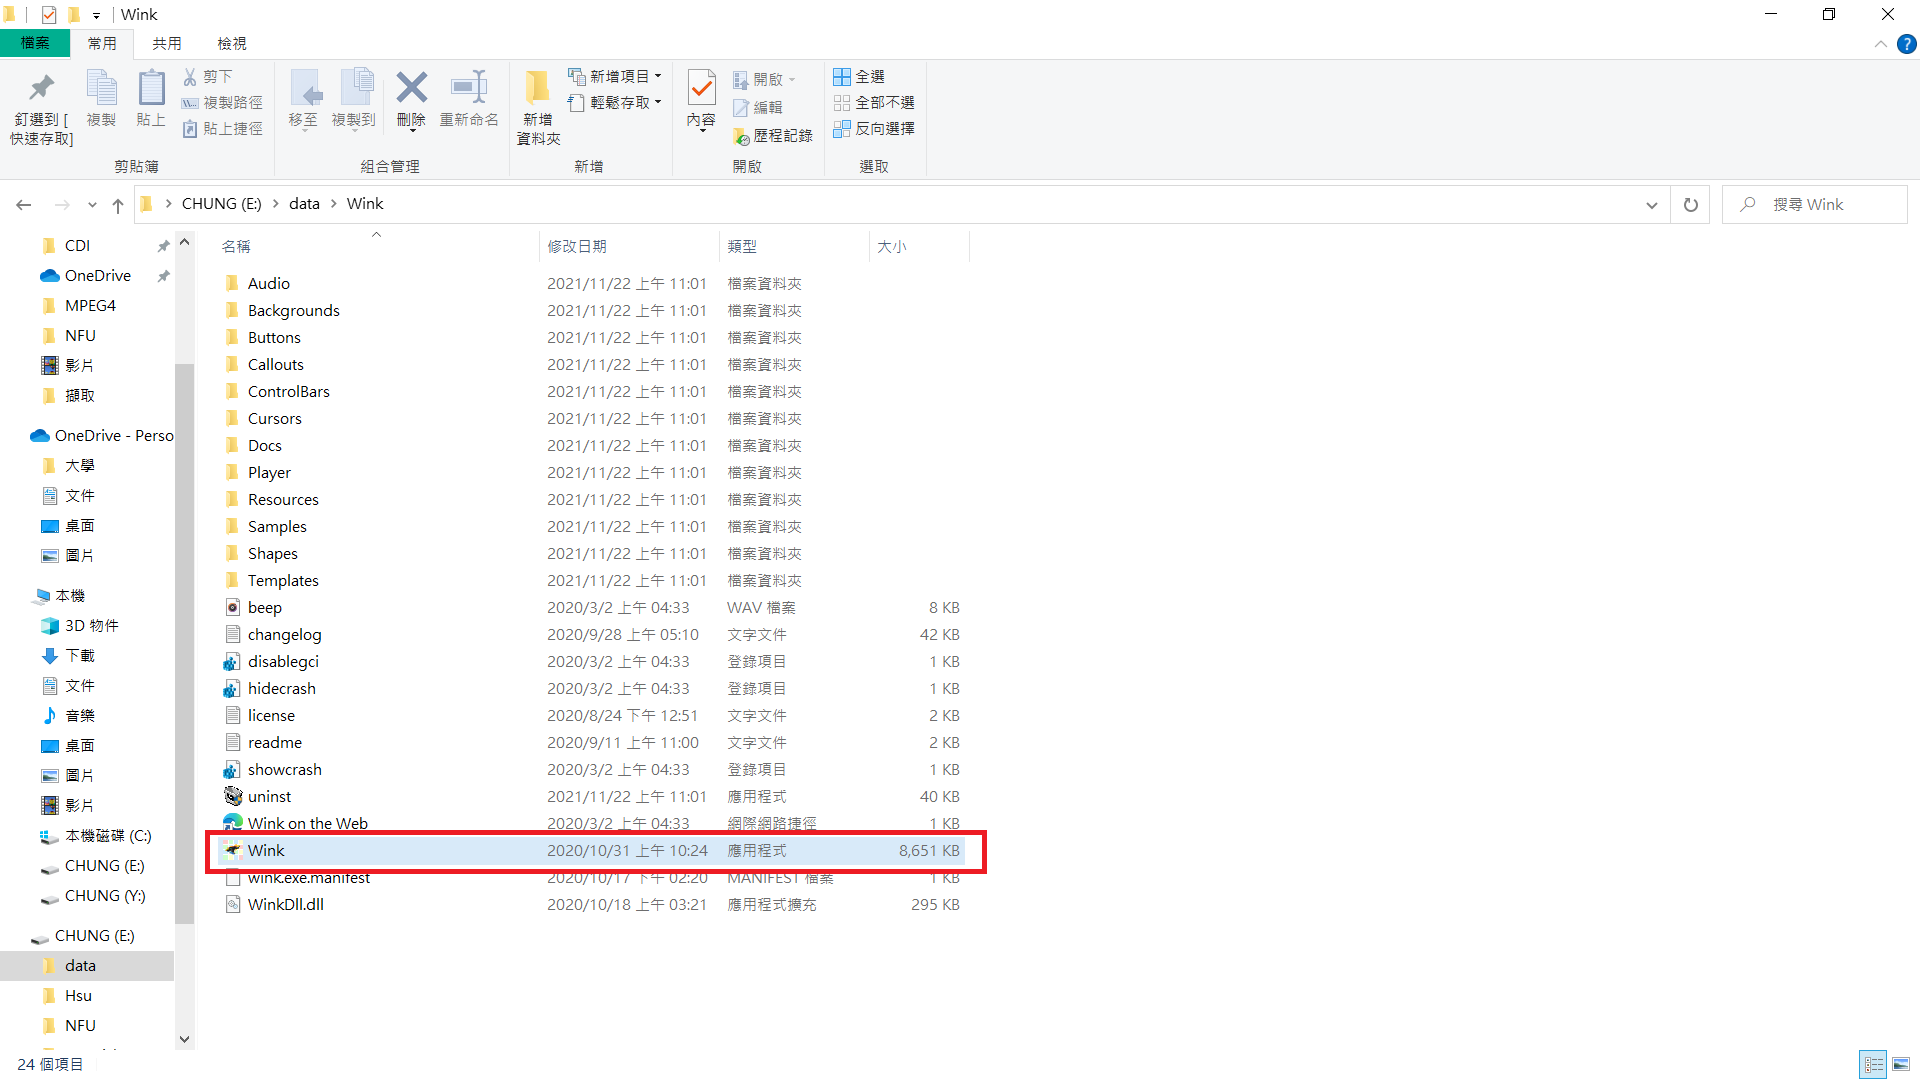 Wink
檔案 常用 共用 檢視
釘選到 [快速存取]
複製
貼上
剪下
複製路徑
貼上捷徑
剪貼簿
移至
複製到
刪除
重新命名
組合管理
新增
資料夾
新增項目
輕鬆存取
新增
內容
開啟
編輯
歷程記錄
開啟
全選
全部不選
反向選擇
選取
CHUNG (E:) > data > Wink
搜尋 Wink
CDI
OneDrive
MPEG4
NFU
影片
擷取
OneDrive - Perso
大學
文件
桌面
圖片
本機
3D 物件
下載
文件
音樂
桌面
圖片
影片
本機磁碟 (C:)
CHUNG (E:)
CHUNG (Y:)
CHUNG (E:)
data
Hsu
NFU
名稱 修改日期 類型 大小
Audio 2021/11/22 上午 11:01 檔案資料夾
Backgrounds 2021/11/22 上午 11:01 檔案資料夾
Buttons 2021/11/22 上午 11:01 檔案資料夾
Callouts 2021/11/22 上午 11:01 檔案資料夾
ControlBars 2021/11/22 上午 11:01 檔案資料夾
Cursors 2021/11/22 上午 11:01 檔案資料夾
Docs 2021/11/22 上午 11:01 檔案資料夾
Player 2021/11/22 上午 11:01 檔案資料夾
Resources 2021/11/22 上午 11:01 檔案資料夾
Samples 2021/11/22 上午 11:01 檔案資料夾
Shapes 2021/11/22 上午 11:01 檔案資料夾
Templates 2021/11/22 上午 11:01 檔案資料夾
beep 2020/3/2 上午 04:33 WAV 檔案 8 KB
changelog 2020/9/28 上午 05:10 文字文件 42 KB
disablegci 2020/3/2 上午 04:33 登錄項目 1 KB
hidecrash 2020/3/2 上午 04:33 登錄項目 1 KB
license 2020/8/24 下午 12:51 文字文件 2 KB
readme 2020/9/11 上午 11:00 文字文件 2 KB
showcrash 2020/3/2 上午 04:33 登錄項目 1 KB
uninst 2021/11/22 上午 11:01 應用程式 40 KB
Wink on the Web 2020/3/2 上午 04:33 網際網路捷徑 1 KB
Wink 2020/10/31 上午 10:24 應用程式 8,651 KB
wink.exe.manifest 2020/10/17 下午 02:20 MANIFEST 檔案 1 KB
WinkDll.dll 2020/10/18 上午 03:21 應用程式擴充 295 KB
24 個項目